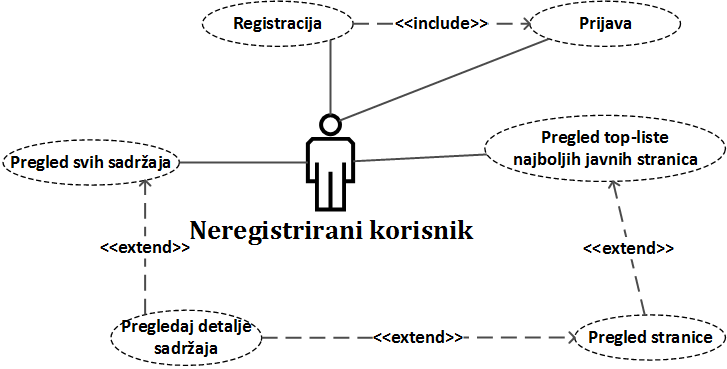 Registracija
<<include>>
Prijava
Pregled svih sadržaja
Pregled top-liste
najboljih javnih stranica
Neregistrirani korisnik
<<extend>>
<<extend>>
Pregledaj detalje
sadržaja
<<extend>>
Pregled stranice